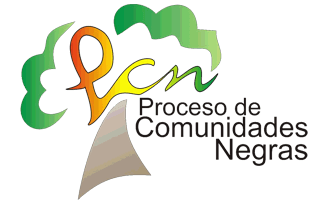 Pcn
Proceso de
Comunidades
Negras